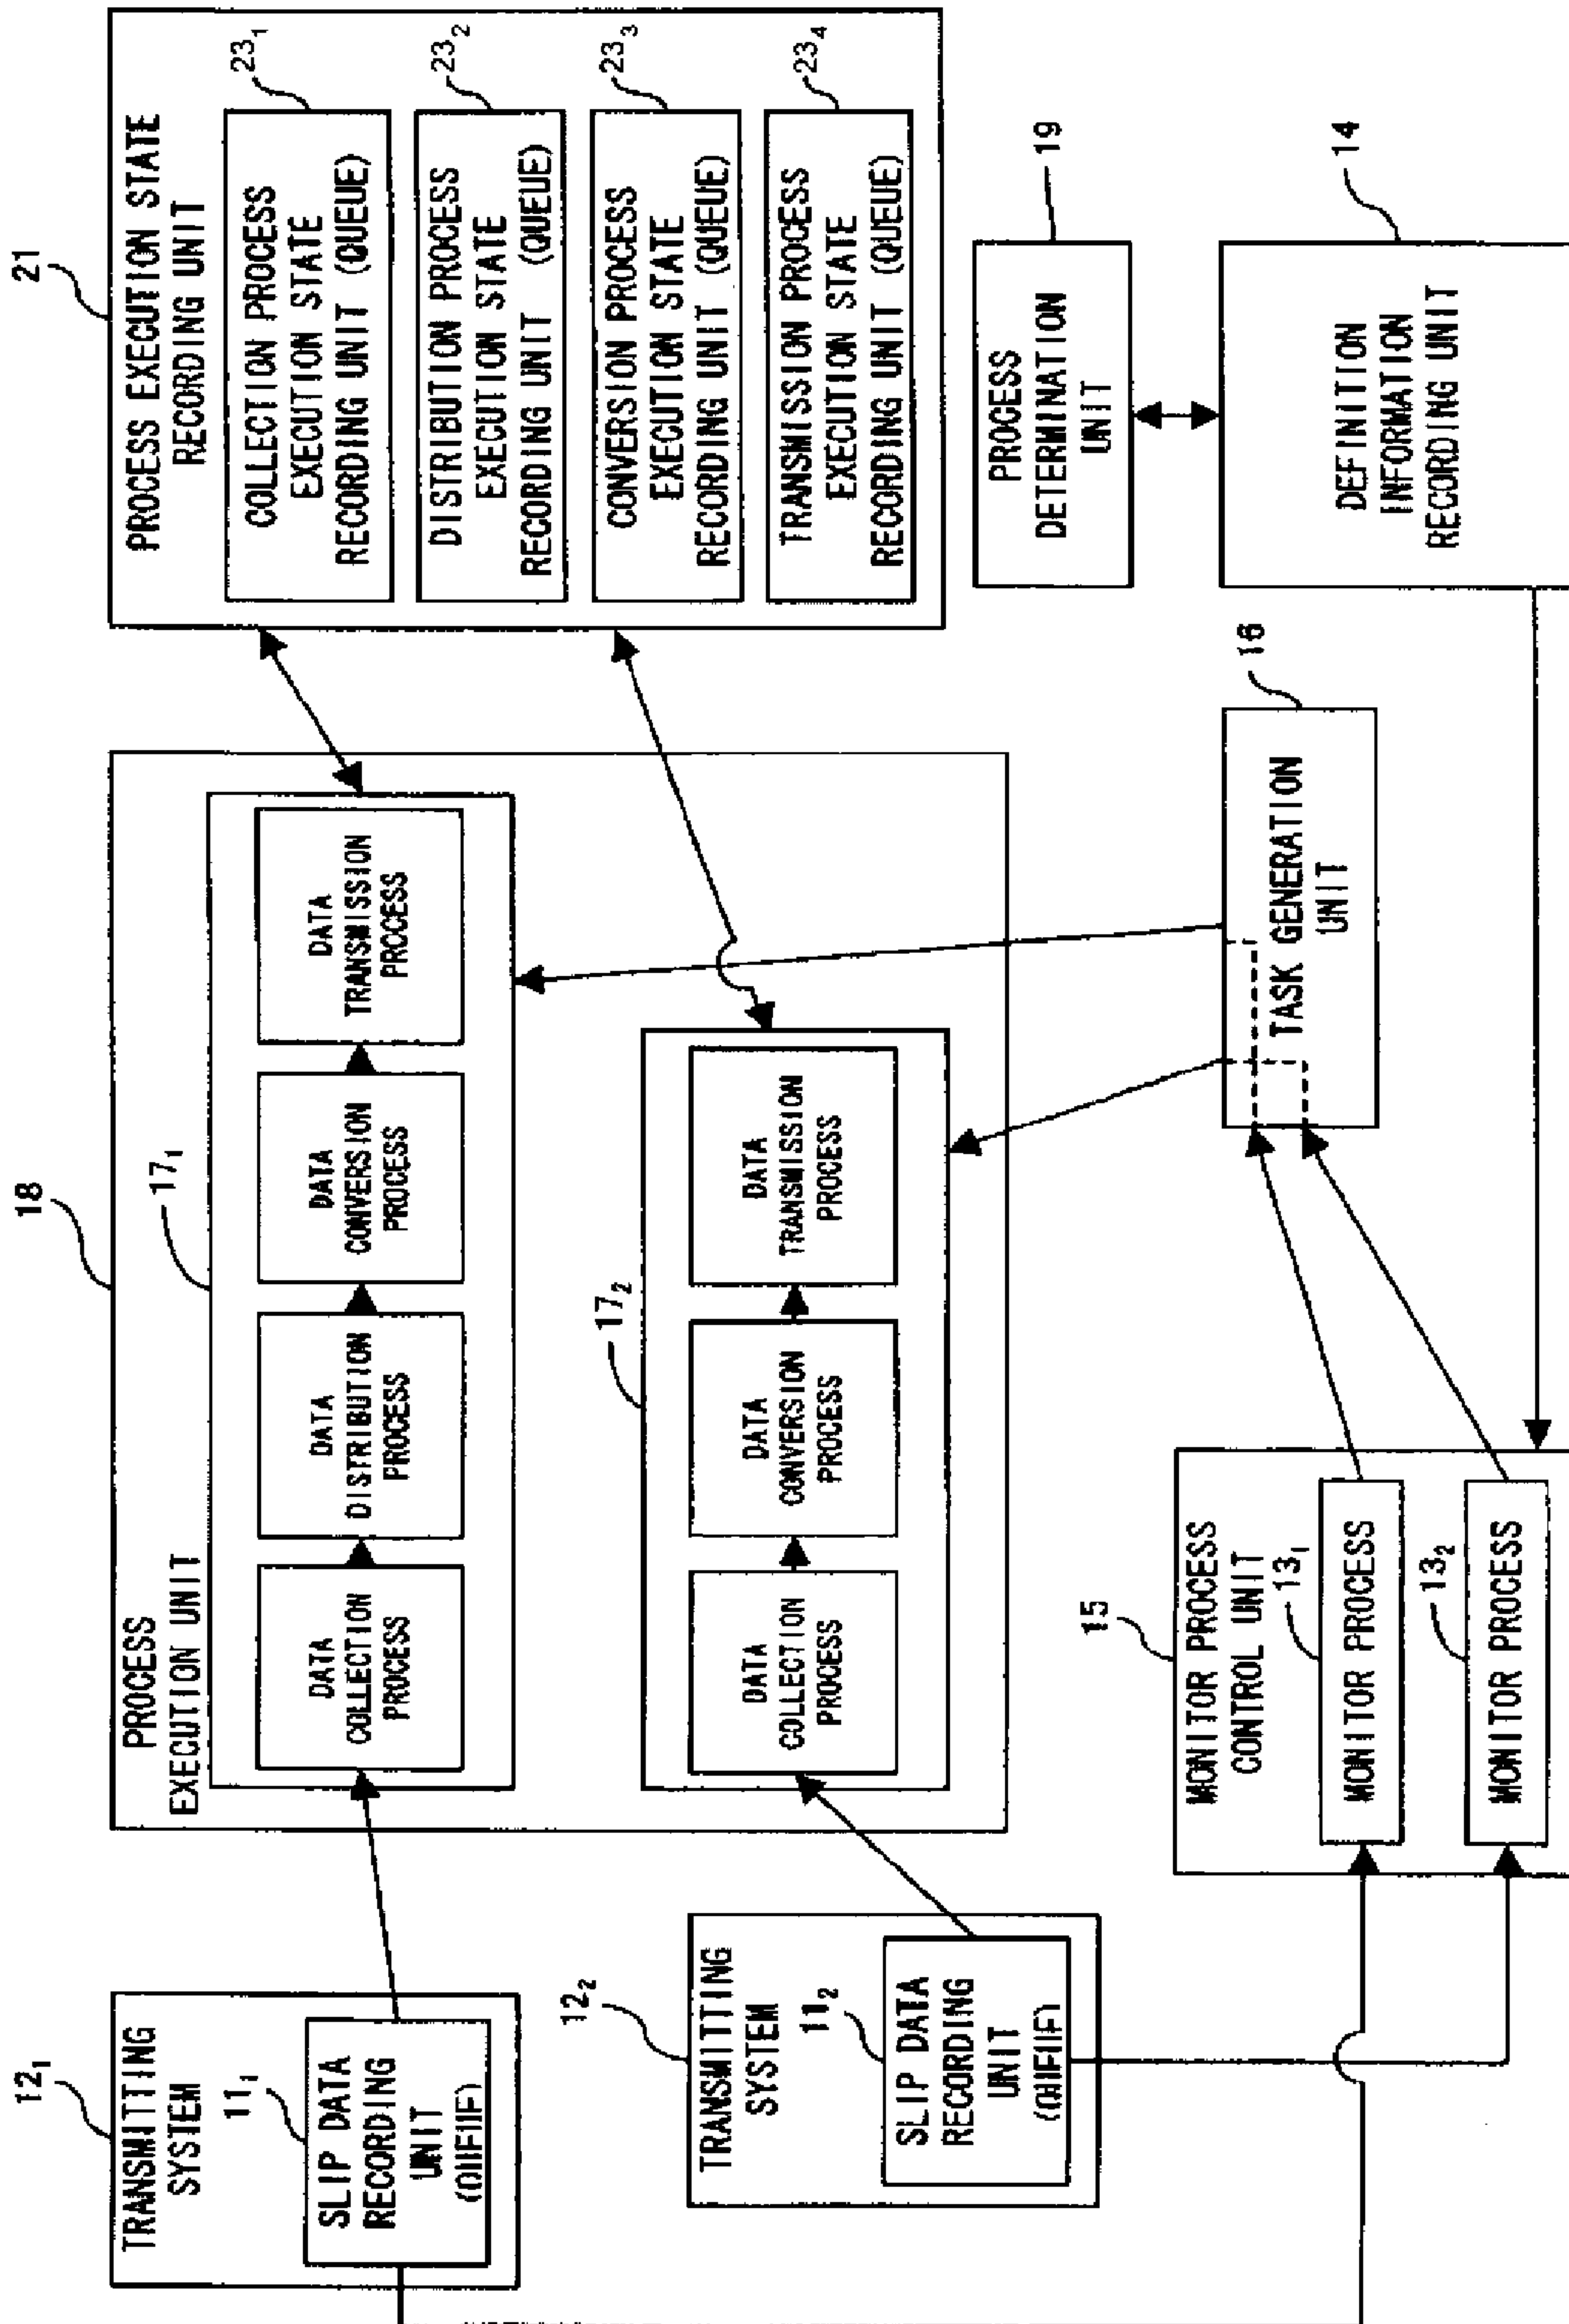 12₁
TRANSMITTING
SYSTEM
11₁
SLIP DATA
RECORDING
UNIT
12₂
TRANSMITTING
SYSTEM
11₂
SLIP DATA
RECORDING
UNIT
18
PROCESS
EXECUTION UNIT
17₁
DATA
COLLECTION
PROCESS
DATA
DISTRIBUTION
PROCESS
DATA
CONVERSION
PROCESS
DATA
TRANSMISSION
PROCESS
17₂
DATA
COLLECTION
PROCESS
DATA
CONVERSION
PROCESS
DATA
TRANSMISSION
PROCESS
15
MONITOR PROCESS
CONTROL UNIT
13₁
MONITOR PROCESS
13₂
MONITOR PROCESS
16
TASK GENERATION
UNIT
21
PROCESS EXECUTION STATE
RECORDING UNIT
23₁
COLLECTION PROCESS
EXECUTION STATE
RECORDING UNIT (QUEUE)
23₂
DISTRIBUTION PROCESS
EXECUTION STATE
RECORDING UNIT (QUEUE)
23₃
CONVERSION PROCESS
EXECUTION STATE
RECORDING UNIT (QUEUE)
23₄
TRANSMISSION PROCESS
EXECUTION STATE
RECORDING UNIT (QUEUE)
19
PROCESS
DETERMINATION
UNIT
14
DEFINITION
INFORMATION
RECORDING UNIT